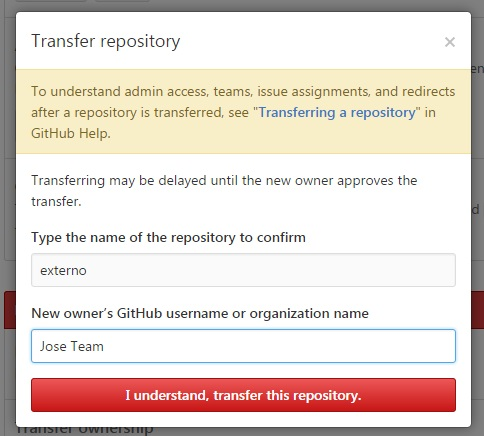 Transfer repository
×
To understand admin access, teams, issue assignments, and redirects
after a repository is transferred, see "Transferring a repository" in
GitHub Help.
Transferring may be delayed until the new owner approves the
transfer.
Type the name of the repository to confirm
externo
New owner's GitHub username or organization name
Jose Team
I understand, transfer this repository.
Transfer ownership